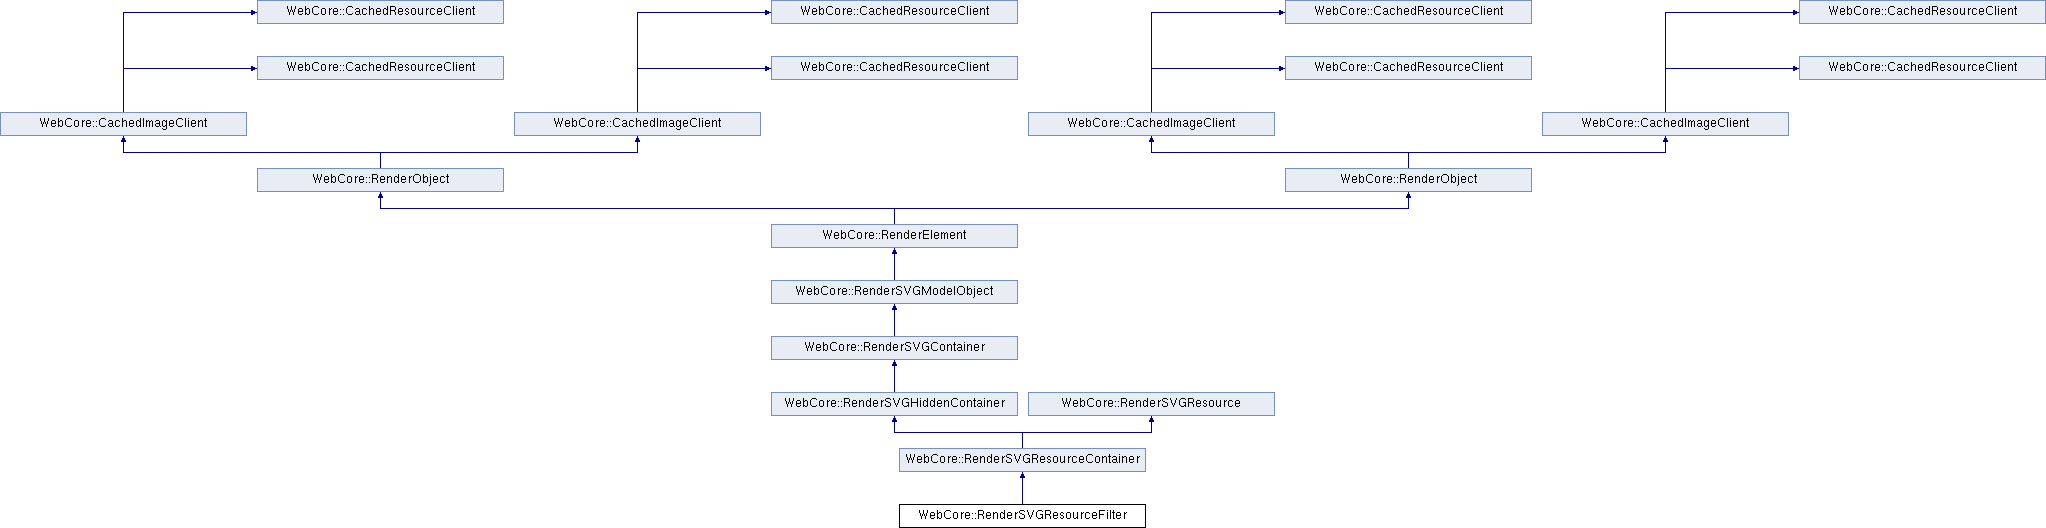 WebCore::CachedResourceClient
WebCore::CachedResourceClient
WebCore::CachedResourceClient
WebCore::CachedResourceClient
WebCore::CachedResourceClient
WebCore::CachedResourceClient
WebCore::CachedResourceClient
WebCore::CachedResourceClient
WebCore::CachedImageClient
WebCore::CachedImageClient
WebCore::CachedImageClient
WebCore::CachedImageClient
WebCore::RenderObject
WebCore::RenderObject
WebCore::RenderElement
WebCore::RenderSVGModelObject
WebCore::RenderSVGContainer
WebCore::RenderSVGHiddenContainer
WebCore::RenderSVGResource
WebCore::RenderSVGResourceContainer
WebCore::RenderSVGResourceFilter